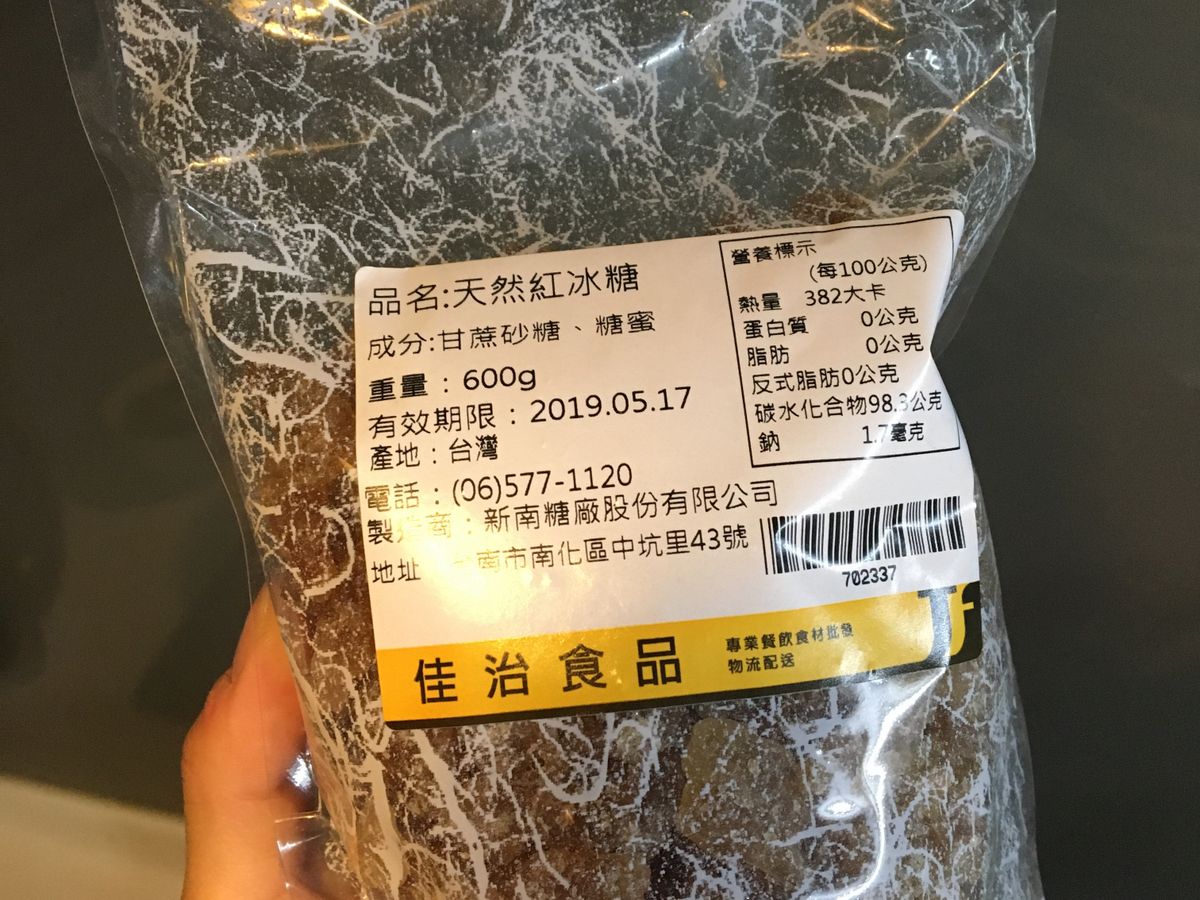 品名:天然紅冰糖
成分:甘蔗砂糖、糖蜜
重量：600g
有效期限：2019.05.17
產地：台灣
電話：(06)577-1120
製造商：新南糖廠股份有限公司
地址 南市南化區中坑里43號
營養標示
(每100公克)
熱量 382大卡
蛋白質 0公克
脂肪 0公克
反式脂肪0公克
碳水化合物98.3公克
鈉 1.7毫克
702337
佳治食品
專業餐飲食材批發
物流配送
Jf